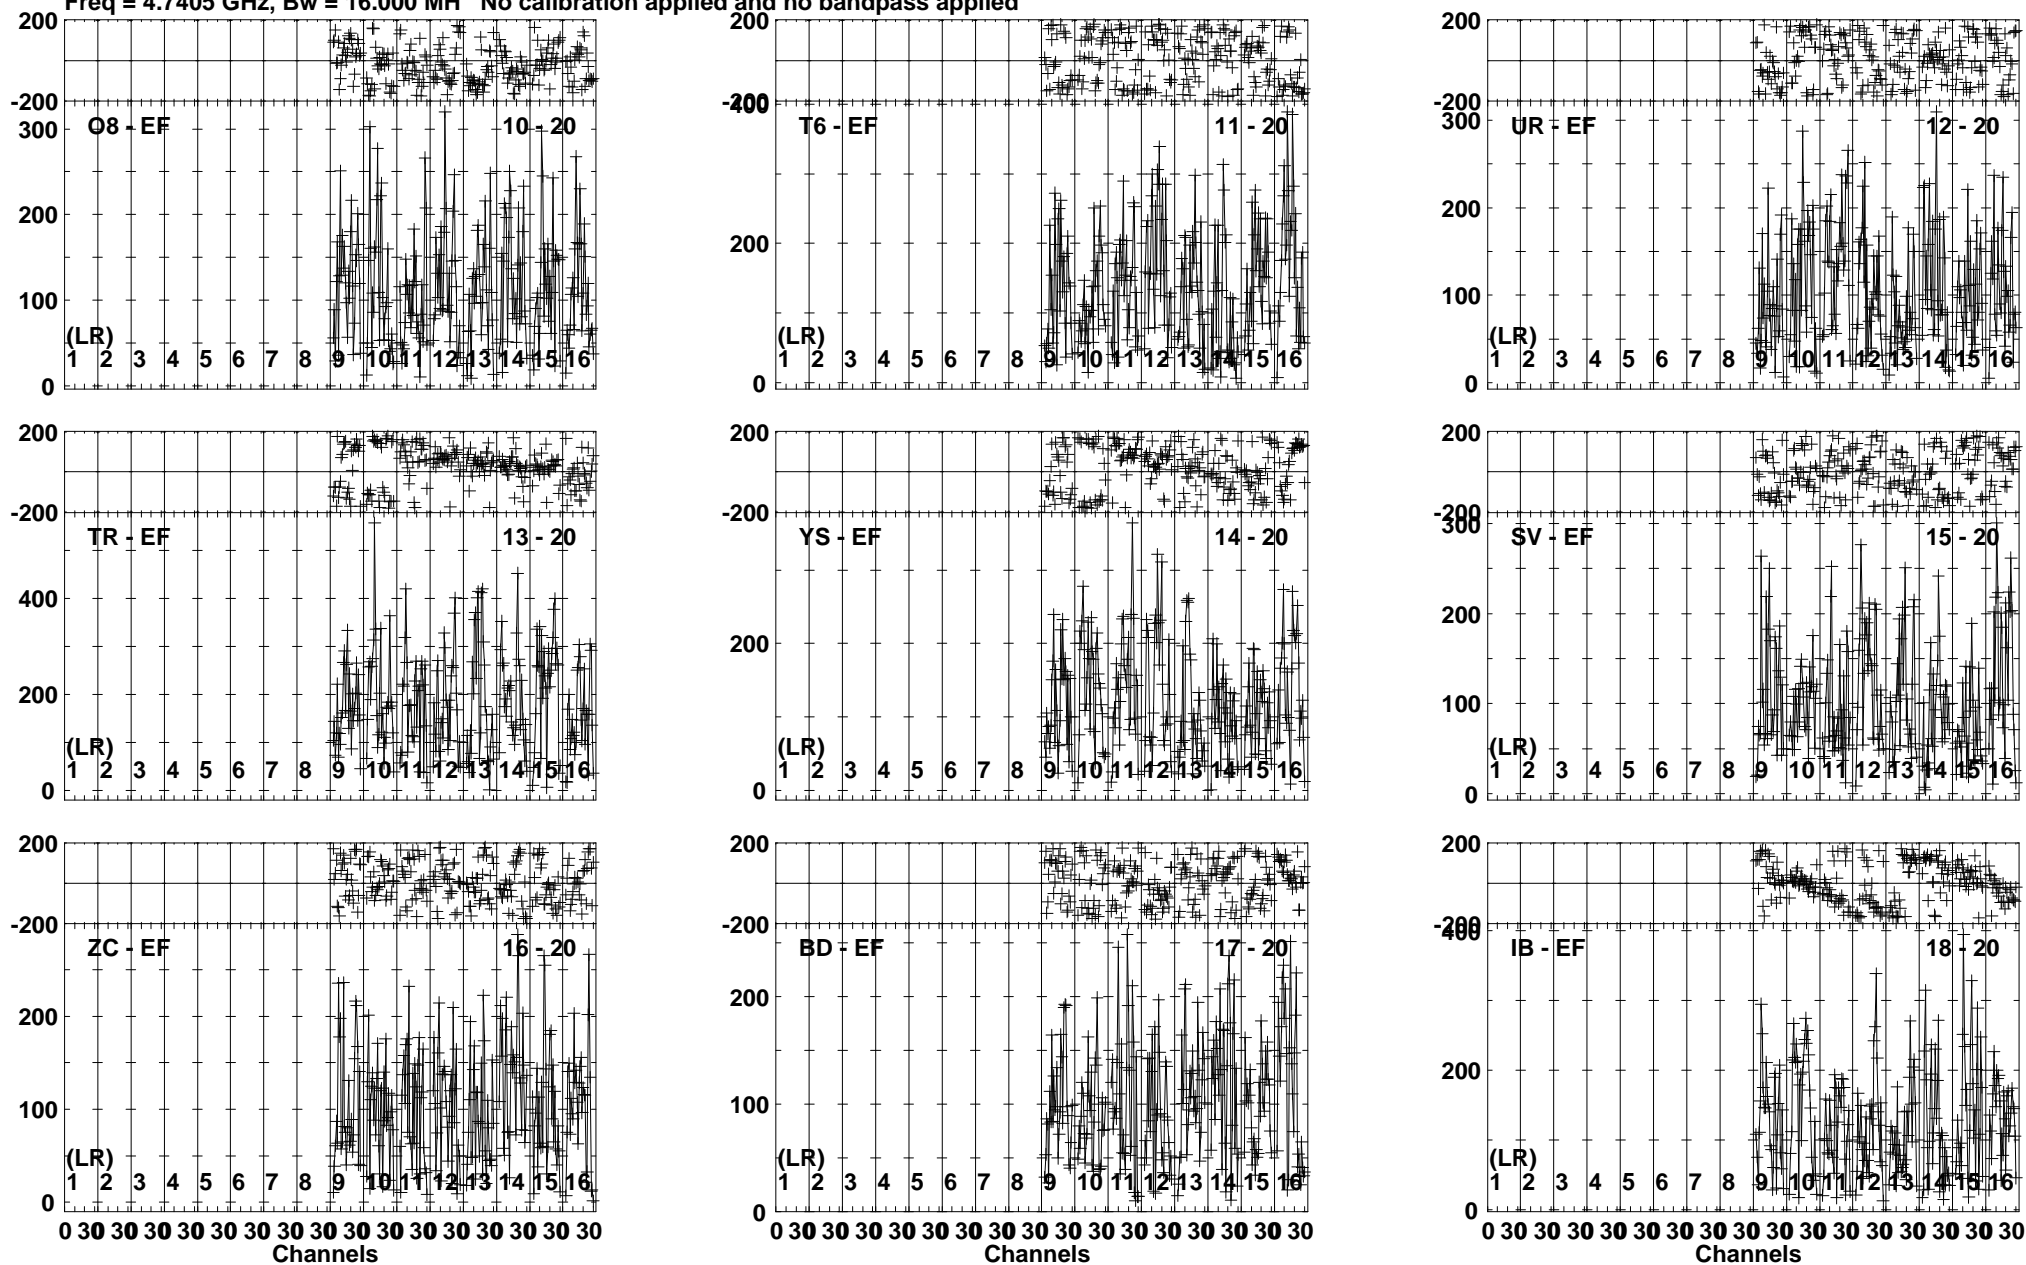 Freq = 4.7405 GHz, Bw = 16.000 MH No calibration applied and no bandpass applied
200 200 200
-200 -200 -200
400
300 O8 - EF 10 - 20 T6 - EF 11 - 20 300 UR - EF 12 - 20
200 200 200
100 100
(LR) (LR) (LR)
1 2 3 4 5 6 7 8 9 10 11 12 13 14 15 16 1 2 3 4 5 6 7 8 9 10 11 12 13 14 15 16 1 2 3 4 5 6 7 8 9 10 11 12 13 14 15 16
0 0 0
200 200 200
-200 -200 -200
300
TR - EF 13 - 20 YS - EF 14 - 20 SV - EF 15 - 20
400
200 200 200
100
(LR) (LR) (LR)
1 2 3 4 5 6 7 8 9 10 11 12 13 14 15 16 1 2 3 4 5 6 7 8 9 10 11 12 13 14 15 16 1 2 3 4 5 6 7 8 9 10 11 12 13 14 15 16
0 0 0
200 200 200
-200 -200 -200
400
ZC - EF 16 - 20 BD - EF 17 - 20 IB - EF 18 - 20
200 200 200
100 100
(LR) (LR) (LR)
1 2 3 4 5 6 7 8 9 10 11 12 13 14 15 16 1 2 3 4 5 6 7 8 9 10 11 12 13 14 15 16 1 2 3 4 5 6 7 8 9 10 11 12 13 14 15 16
0 0 0
0 30 30 30 30 30 30 30 30 30 30 30 30 30 30 30 30 0 30 30 30 30 30 30 30 30 30 30 30 30 30 30 30 30 0 30 30 30 30 30 30 30 30 30 30 30 30 30 30 30 30
Channels Channels Channels